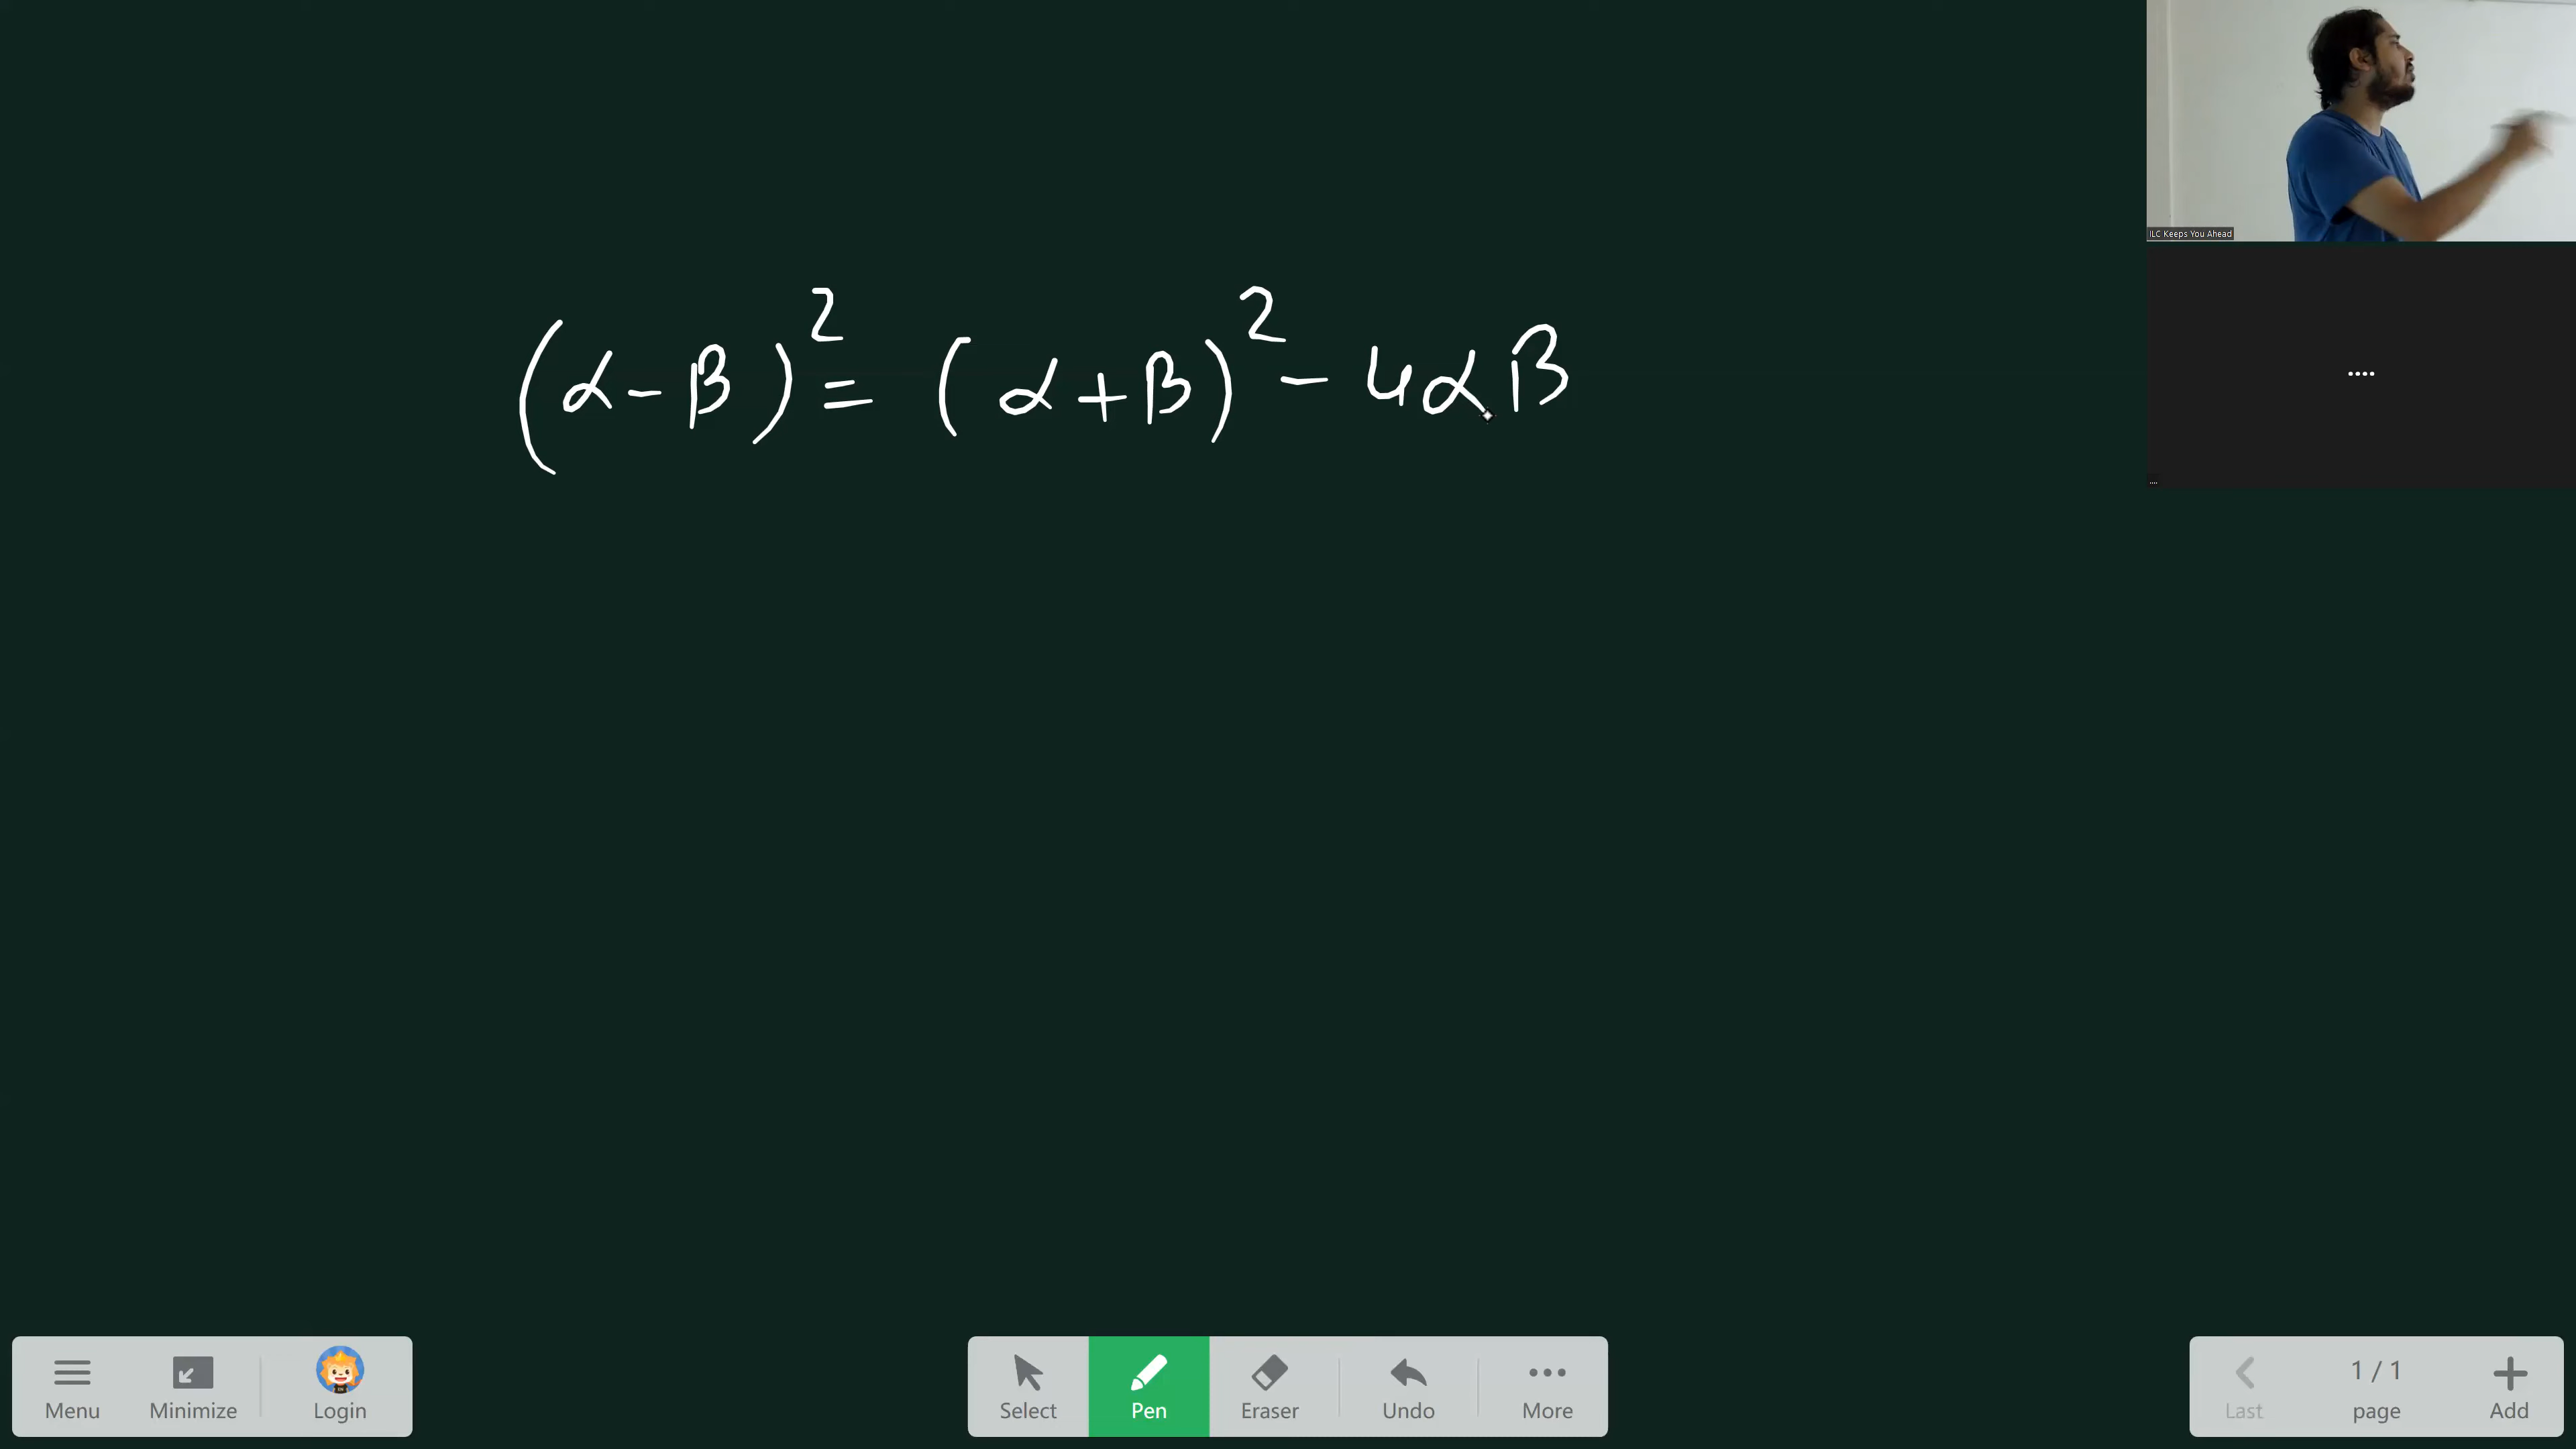 ILC Keeps You Ahead
(α-β)² = (α+β)² - 4αβ
....
....
Menu Minimize Login Select Pen Eraser Undo More Last 1 / 1 page Add